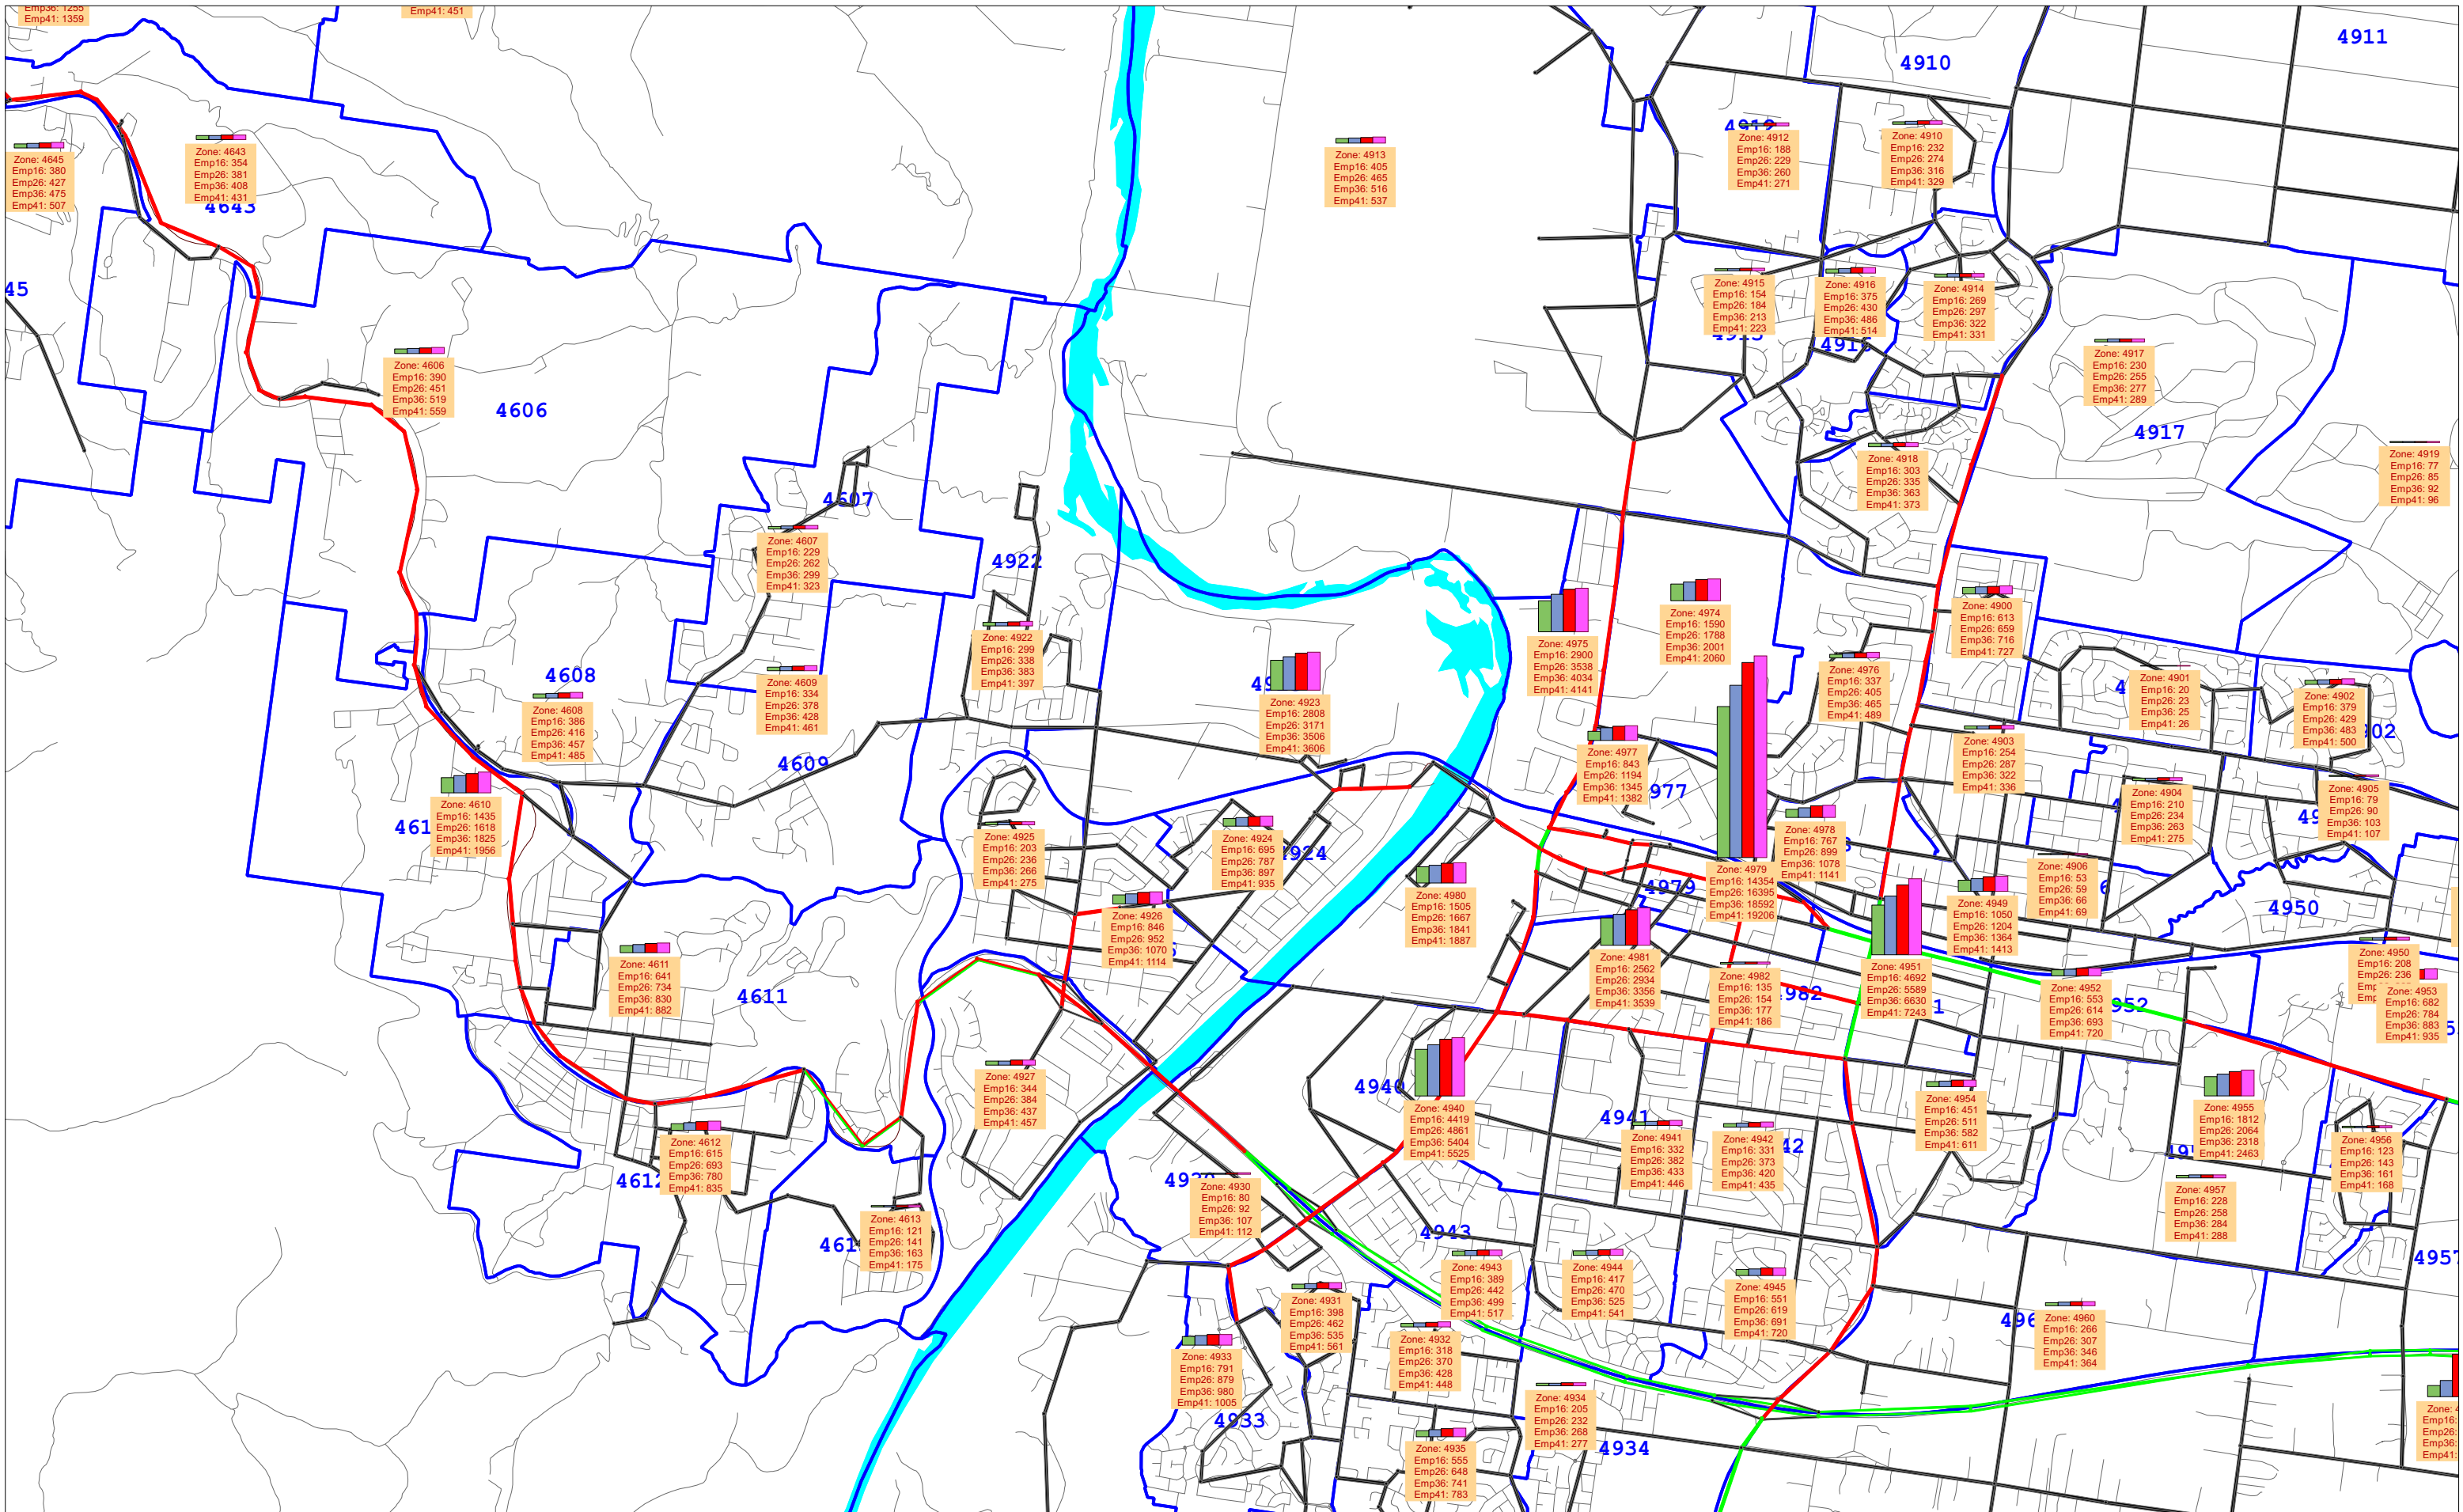 Emp36: 1255
Emp41: 1359
Emp41: 451
4911
4910
4912
Zone: 4645
Emp16: 380
Emp26: 427
Emp36: 475
Emp41: 507
Zone: 4643
Emp16: 354
Emp26: 381
Emp36: 408
Emp41: 431
4643
Zone: 4913
Emp16: 405
Emp26: 465
Emp36: 516
Emp41: 537
Zone: 4912
Emp16: 188
Emp26: 229
Emp36: 260
Emp41: 271
Zone: 4910
Emp16: 232
Emp26: 274
Emp36: 316
Emp41: 329
45
Zone: 4915
Emp16: 154
Emp26: 184
Emp36: 213
Emp41: 223
Zone: 4916
Emp16: 375
Emp26: 430
Emp36: 486
Emp41: 514
4916
Zone: 4914
Emp16: 269
Emp26: 297
Emp36: 322
Emp41: 331
Zone: 4606
Emp16: 390
Emp26: 451
Emp36: 519
Emp41: 559
4606
Zone: 4917
Emp16: 230
Emp26: 255
Emp36: 277
Emp41: 289
4917
Zone: 4918
Emp16: 303
Emp26: 335
Emp36: 363
Emp41: 373
Zone: 4919
Emp16: 77
Emp26: 85
Emp36: 92
Emp41: 96
4607
Zone: 4607
Emp16: 229
Emp26: 262
Emp36: 299
Emp41: 323
4922
Zone: 4922
Emp16: 299
Emp26: 338
Emp36: 383
Emp41: 397
Zone: 4975
Emp16: 2900
Emp26: 3538
Emp36: 4034
Emp41: 4141
Zone: 4974
Emp16: 1590
Emp26: 1788
Emp36: 2001
Emp41: 2060
Zone: 4900
Emp16: 613
Emp26: 659
Emp36: 716
Emp41: 727
4608
Zone: 4608
Emp16: 386
Emp26: 416
Emp36: 457
Emp41: 485
Zone: 4609
Emp16: 334
Emp26: 378
Emp36: 428
Emp41: 461
4609
Zone: 4923
Emp16: 2808
Emp26: 3171
Emp36: 3506
Emp41: 3606
Zone: 4976
Emp16: 337
Emp26: 405
Emp36: 465
Emp41: 489
Zone: 4901
Emp16: 20
Emp26: 23
Emp36: 25
Emp41: 26
Zone: 4902
Emp16: 379
Emp26: 429
Emp36: 483
Emp41: 500
902
Zone: 4977
Emp16: 843
Emp26: 1194
Emp36: 1345
Emp41: 1382
977
Zone: 4903
Emp16: 254
Emp26: 287
Emp36: 322
Emp41: 336
Zone: 4904
Emp16: 210
Emp26: 234
Emp36: 263
Emp41: 275
Zone: 4905
Emp16: 79
Emp26: 90
Emp36: 103
Emp41: 107
461
Zone: 4610
Emp16: 1435
Emp26: 1618
Emp36: 1825
Emp41: 1956
Zone: 4925
Emp16: 203
Emp26: 236
Emp36: 266
Emp41: 275
Zone: 4924
Emp16: 695
Emp26: 787
Emp36: 897
Emp41: 935
4924
Zone: 4978
Emp16: 767
Emp26: 899
Emp36: 1078
Emp41: 1141
Zone: 4979
Emp16: 14354
Emp26: 16395
Emp36: 18592
Emp41: 19206
4979
Zone: 4906
Emp16: 53
Emp26: 59
Emp36: 66
Emp41: 69
6
4950
Zone: 4980
Emp16: 1505
Emp26: 1667
Emp36: 1841
Emp41: 1887
Zone: 4926
Emp16: 846
Emp26: 952
Emp36: 1070
Emp41: 1114
Zone: 4949
Emp16: 1050
Emp26: 1204
Emp36: 1364
Emp41: 1413
Zone: 4611
Emp16: 641
Emp26: 734
Emp36: 830
Emp41: 882
4611
Zone: 4981
Emp16: 2562
Emp26: 2934
Emp36: 3356
Emp41: 3539
Zone: 4982
Emp16: 135
Emp26: 154
Emp36: 177
Emp41: 186
982
Zone: 4951
Emp16: 4692
Emp26: 5589
Emp36: 6630
Emp41: 7243
1
Zone: 4952
Emp16: 553
Emp26: 614
Emp36: 693
Emp41: 720
952
Zone: 4950
Emp16: 208
Emp26: 236
Zone: 4953
Emp16: 682
Emp26: 784
Emp36: 883
Emp41: 935
Zone: 4927
Emp16: 344
Emp26: 384
Emp36: 437
Emp41: 457
4940
Zone: 4940
Emp16: 4419
Emp26: 4861
Emp36: 5404
Emp41: 5525
4941
Zone: 4941
Emp16: 332
Emp26: 382
Emp36: 433
Emp41: 446
Zone: 4942
Emp16: 331
Emp26: 373
Emp36: 420
Emp41: 435
42
Zone: 4954
Emp16: 451
Emp26: 511
Emp36: 582
Emp41: 611
Zone: 4955
Emp16: 1812
Emp26: 2064
Emp36: 2318
Emp41: 2463
Zone: 4956
Emp16: 123
Emp26: 143
Emp36: 161
Emp41: 168
Zone: 4612
Emp16: 615
Emp26: 693
Emp36: 780
Emp41: 835
4612
Zone: 4930
Emp16: 80
Emp26: 92
Emp36: 107
Emp41: 112
4930
Zone: 4957
Emp16: 228
Emp26: 258
Emp36: 284
Emp41: 288
4957
461
Zone: 4613
Emp16: 121
Emp26: 141
Emp36: 163
Emp41: 175
4943
Zone: 4943
Emp16: 389
Emp26: 442
Emp36: 499
Emp41: 517
Zone: 4944
Emp16: 417
Emp26: 470
Emp36: 525
Emp41: 541
Zone: 4945
Emp16: 551
Emp26: 619
Emp36: 691
Emp41: 720
496
Zone: 4960
Emp16: 266
Emp26: 307
Emp36: 346
Emp41: 364
Zone: 4931
Emp16: 398
Emp26: 462
Emp36: 535
Emp41: 561
Zone: 4932
Emp16: 318
Emp26: 370
Emp36: 428
Emp41: 448
Zone: 4933
Emp16: 791
Emp26: 879
Emp36: 980
Emp41: 1005
4933
Zone: 4934
Emp16: 205
Emp26: 232
Emp36: 268
Emp41: 277
4934
Zone: 4935
Emp16: 555
Emp26: 648
Emp36: 741
Emp41: 783
Zone: 4
Emp16:
Emp26:
Emp36:
Emp41: